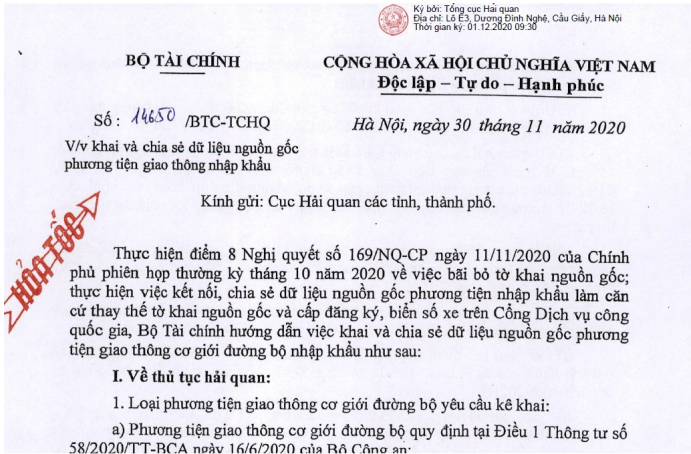 Ký bởi: Tổng cục Hải quan
Địa chỉ: Lô E3, Dương Đình Nghệ, Cầu Giấy, Hà Nội
Thời gian ký: 01.12.2020 09:30
BỘ TÀI CHÍNH
CỘNG HÒA XÃ HỘI CHỦ NGHĨA VIỆT NAM
Độc lập – Tự do – Hạnh phúc
Số: 14650 /BTC-TCHQ
Hà Nội, ngày 30 tháng 11 năm 2020
V/v khai và chia sẻ dữ liệu nguồn gốc
phương tiện giao thông nhập khẩu
HỎA TỐC
Kính gửi: Cục Hải quan các tỉnh, thành phố.
Thực hiện điểm 8 Nghị quyết số 169/NQ-CP ngày 11/11/2020 của Chính
phủ phiên họp thường kỳ tháng 10 năm 2020 về việc bãi bỏ tờ khai nguồn gốc;
thực hiện việc kết nối, chia sẻ dữ liệu nguồn gốc phương tiện nhập khẩu làm căn
cứ thay thế tờ khai nguồn gốc và cấp đăng ký, biển số xe trên Cổng Dịch vụ công
quốc gia, Bộ Tài chính hướng dẫn việc khai và chia sẻ dữ liệu nguồn gốc phương
tiện giao thông cơ giới đường bộ nhập khẩu như sau:
I. Về thủ tục hải quan:
1. Loại phương tiện giao thông cơ giới đường bộ yêu cầu kê khai:
a) Phương tiện giao thông cơ giới đường bộ quy định tại Điều 1 Thông tư số
58/2020/TT-BCA ngày 16/6/2020 của Bộ Công an;